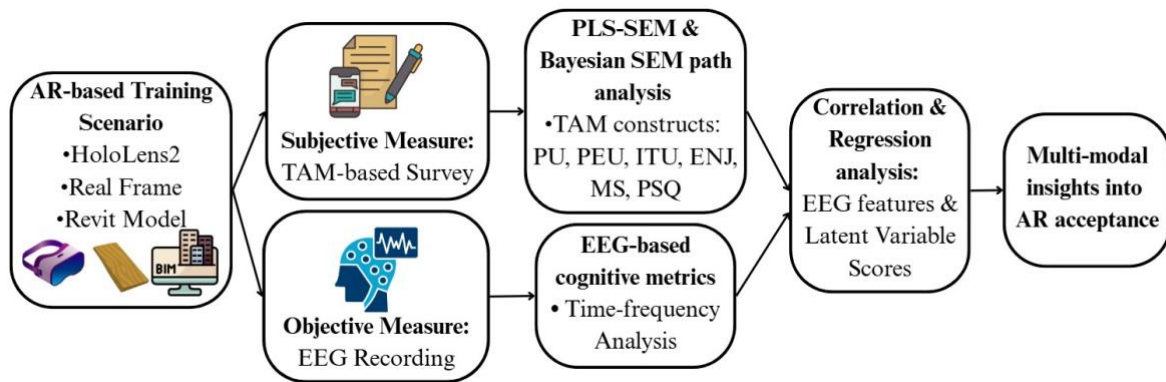 AR-based Training
Scenario
•HoloLens2
•Real Frame
•Revit Model
BIM
Subjective Measure:
TAM-based Survey
Objective Measure:
EEG Recording
PLS-SEM &
Bayesian SEM path
analysis
•TAM constructs:
PU, PEU, ITU, ENJ,
MS, PSQ
EEG-based
cognitive metrics
• Time-frequency
Analysis
Correlation &
Regression
analysis:
EEG features &
Latent Variable
Scores
Multi-modal
insights into
AR acceptance